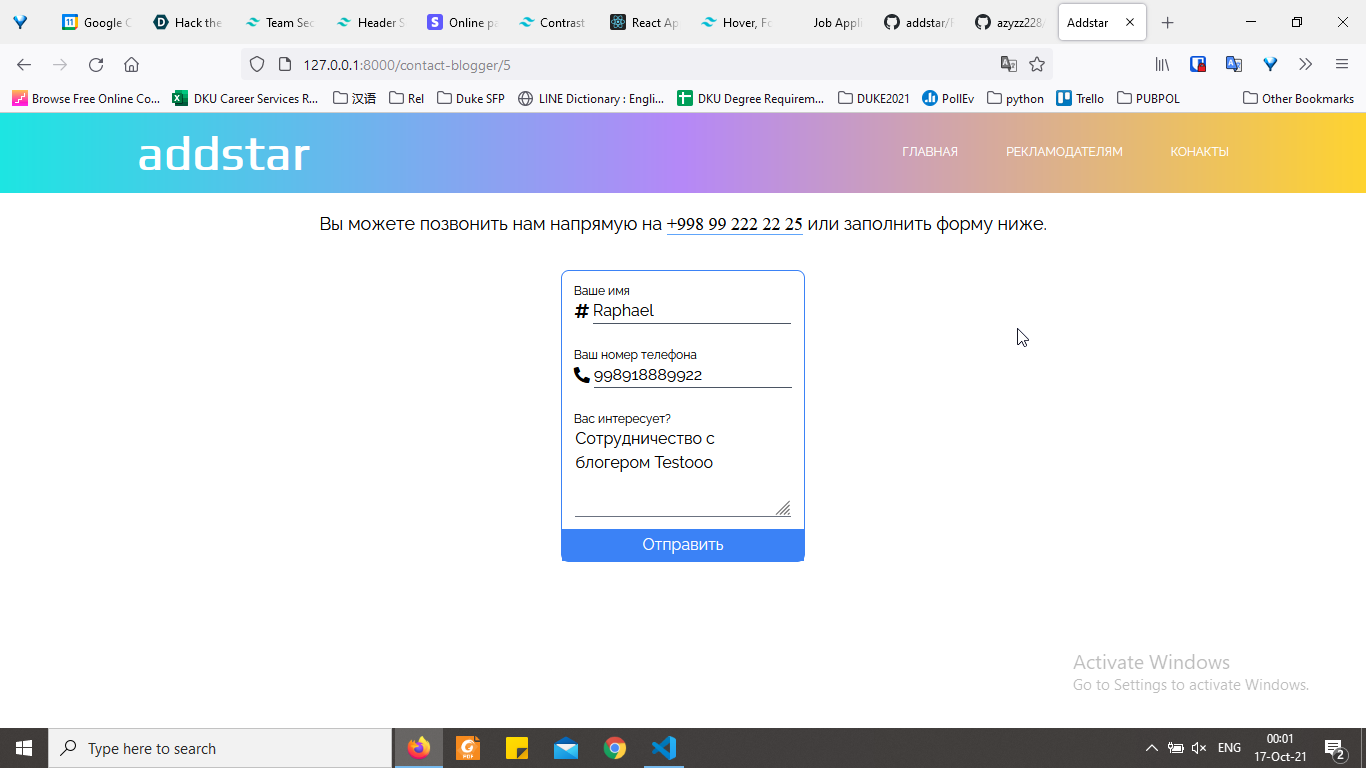 Google C
Hack the
Team Sec
Header S
Online pa
Contrast
React Ap
Hover, Fo
Job Appli
addstar/
azyzz228/
Addstar
127.0.0.1:8000/contact-blogger/5
Browse Free Online Co...
DKU Career Services R...
汉语
Rel
Duke SFP
LINE Dictionary : Engli...
DKU Degree Requirem...
DUKE2021
PollEv
python
Trello
PUBPOL
Other Bookmarks
addstar
ГЛАВНАЯ
РЕКЛАМОДАТЕЛЯМ
КОНАКТЫ
Вы можете позвонить нам напрямую на +998 99 222 22 25 или заполнить форму ниже.
Ваше имя
# Raphael
Ваш номер телефона
998918889922
Вас интересует?
Сотрудничество с
блогером Testooo
Отправить
Activate Windows
Go to Settings to activate Windows.
Type here to search
ENG
00:01
17-Oct-21
2